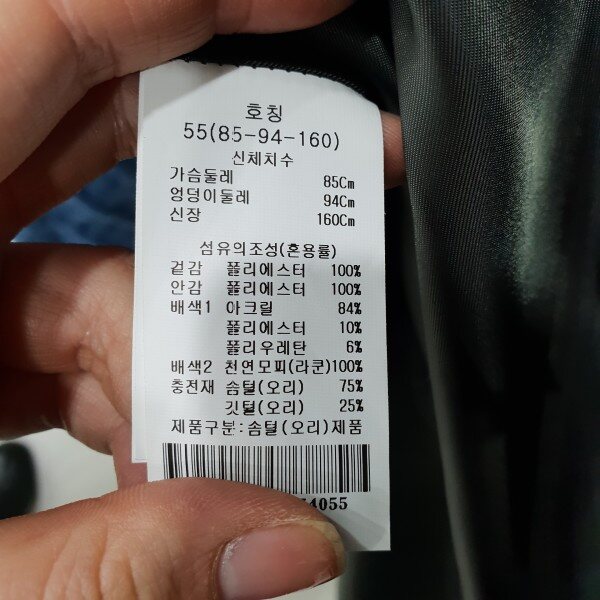 호칭
55(85-94-160)
신체치수
가슴둘레 85Cm
엉덩이둘레 94Cm
신장 160Cm
섬유의조성(혼용률)
겉감 폴리에스터 100%
안감 폴리에스터 100%
배색1 아크릴 84%
폴리에스터 10%
폴리우레탄 6%
배색2 천연모피(라쿤)100%
충전재 솜털(오리) 75%
깃털(오리) 25%
제품구분:솜털(오리)제품
4055